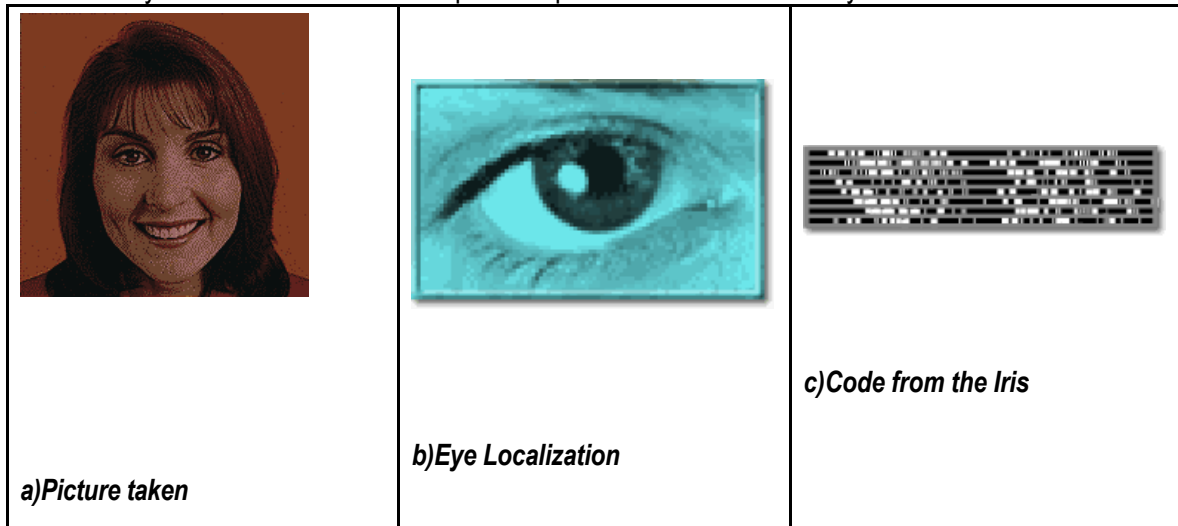 a)Picture taken
b)Eye Localization
c)Code from the Iris